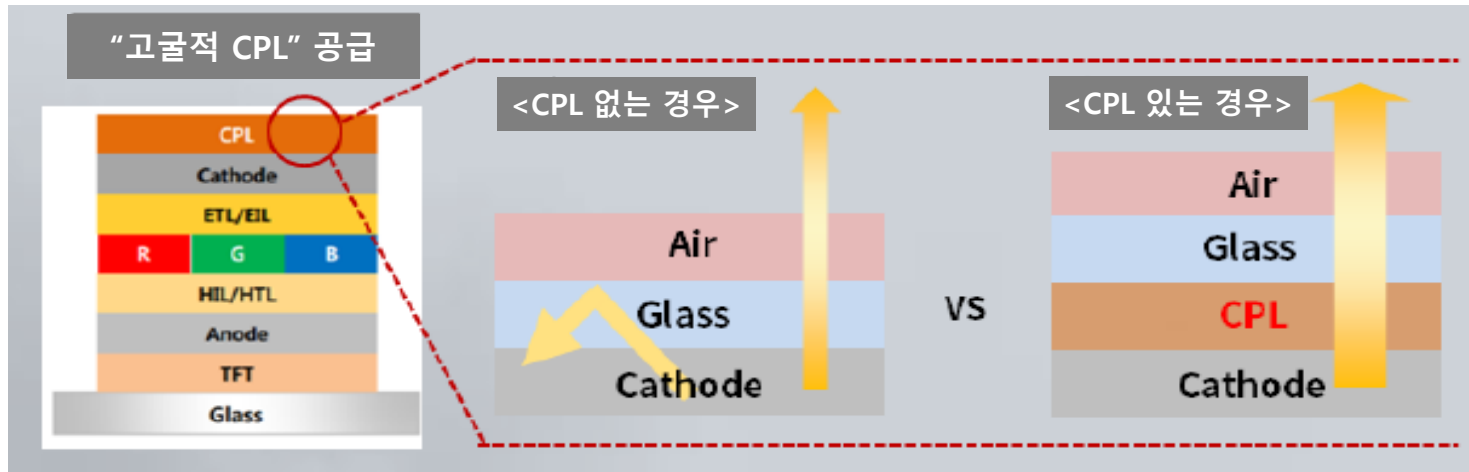 “고굴적 CPL” 공급
CPL
Cathode
ETL/EIL
R G B
HIL/HTL
Anode
TFT
Glass
<CPL 없는 경우>
Air
Glass
Cathode
vs
<CPL 있는 경우>
Air
Glass
CPL
Cathode